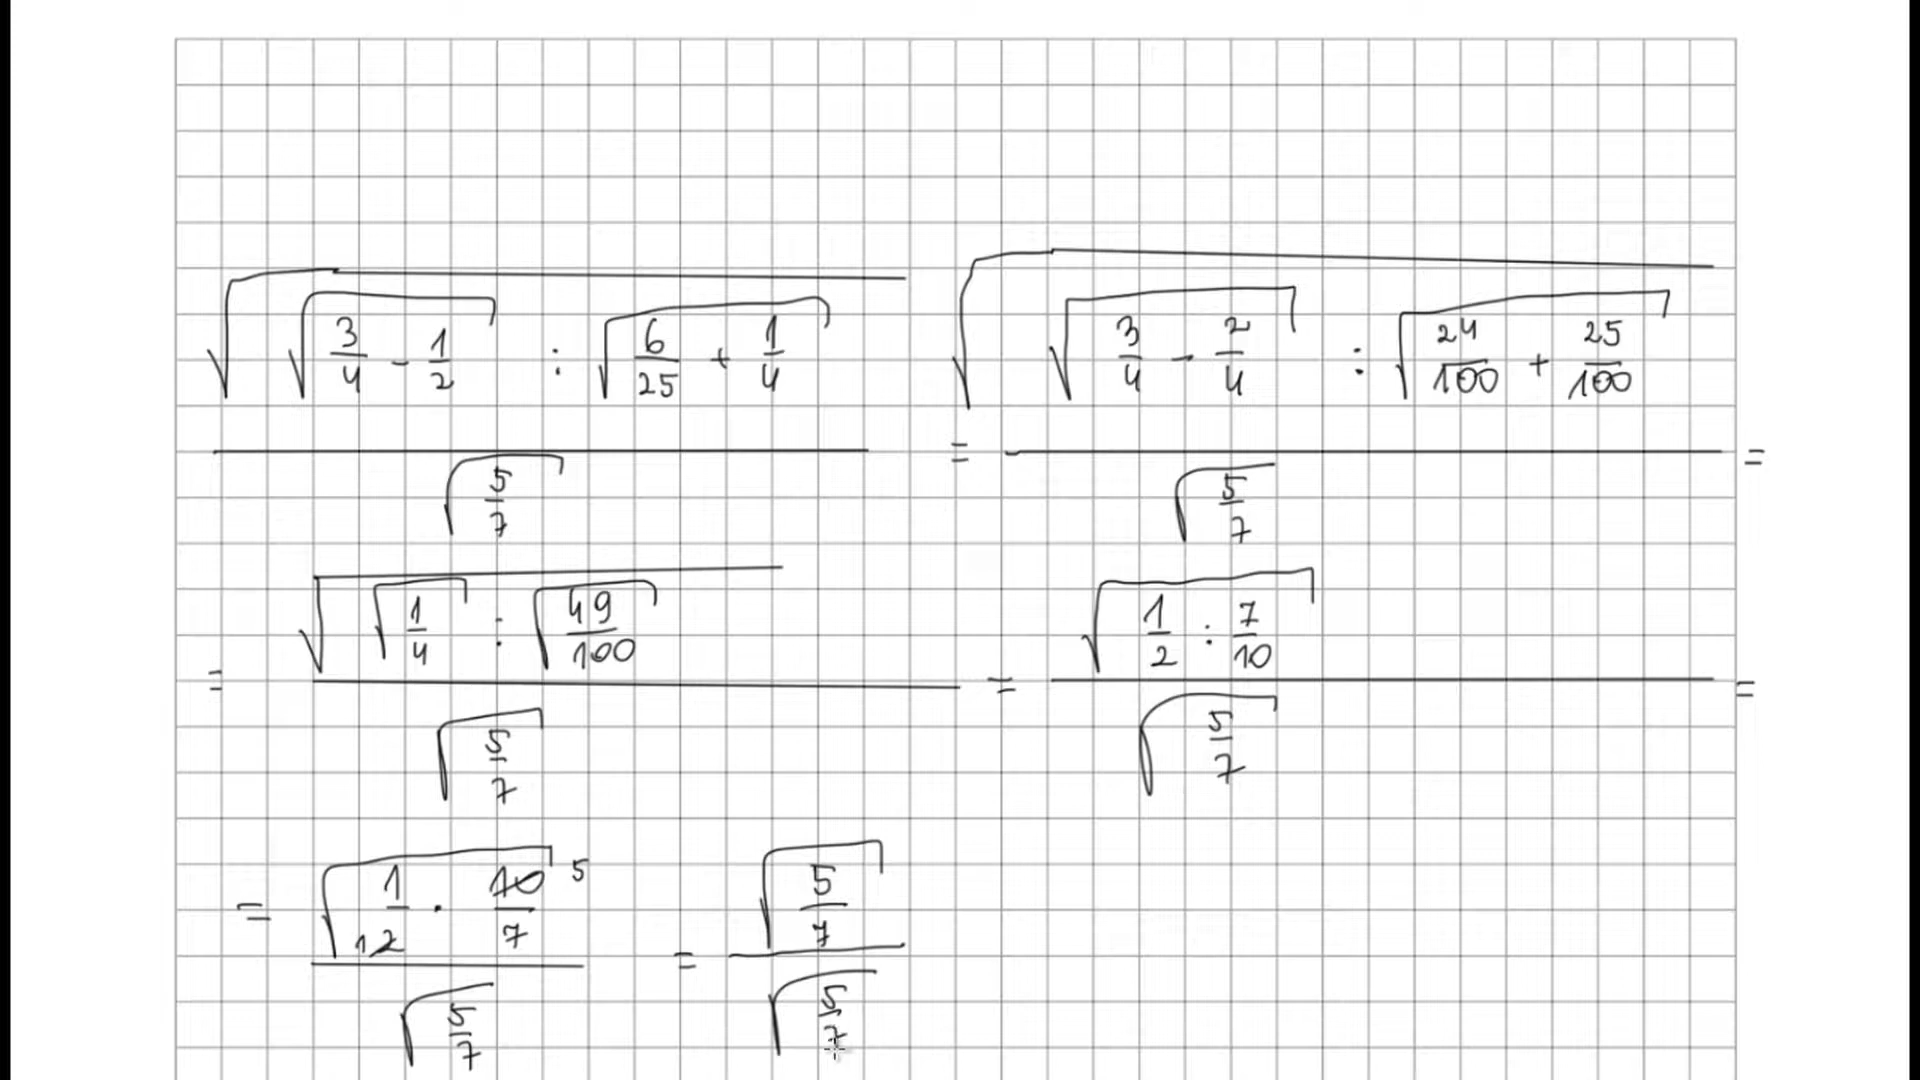 √(√(3/4 - 1/2) : √(6/25 + 1/4)) / √(5/7) = √(√(3/4 - 2/4) : √(24/100 + 25/100)) / √(5/7) =
= √(√(1/4) : √(49/100)) / √(5/7) = √(1/2 : 7/10) / √(5/7) =
= √(1/2 1 · 10/7 5) / √(5/7) = √(5/7) / √(5/7)